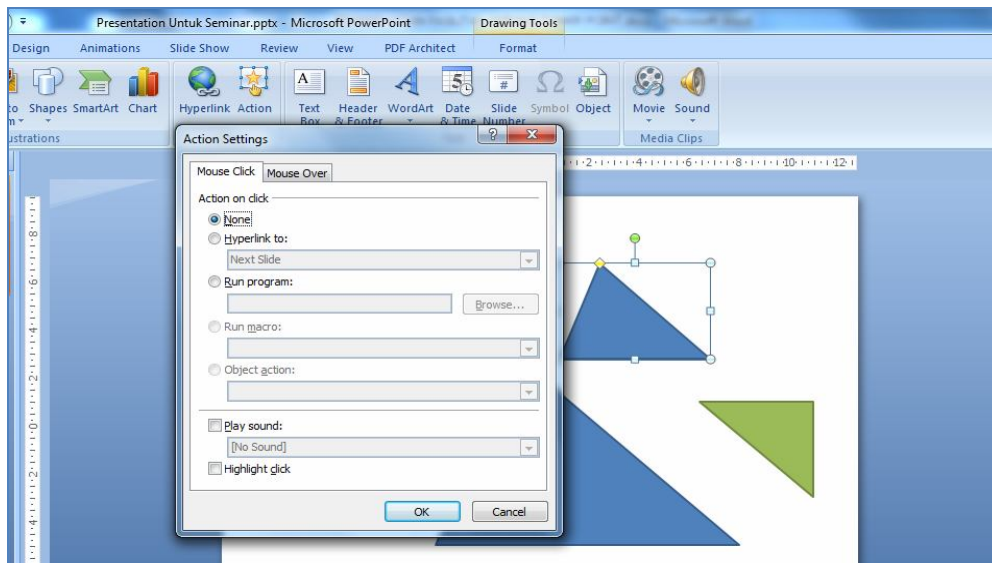 Presentation Untuk Seminar.pptx - Microsoft PowerPoint
Drawing Tools
Design Animations Slide Show Review View PDF Architect Format
Shapes SmartArt Chart Hyperlink Action Text Header WordArt Date Slide Symbol Object Movie Sound
Box & Footer & Time Number
Media Clips
Action Settings
Mouse Click Mouse Over
Action on click
None
Hyperlink to:
Next Slide
Run program:
Browse...
Run macro:
Object action:
Play sound:
[No Sound]
Highlight click
OK Cancel